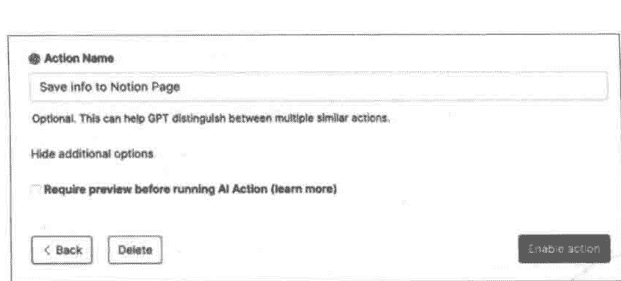 Action Name
Save info to Notion Page
Optional. This can help GPT distinguish between multiple similar actions.
Hide additional options
Require preview before running AI Action (learn more)
< Back
Delete
Enable action